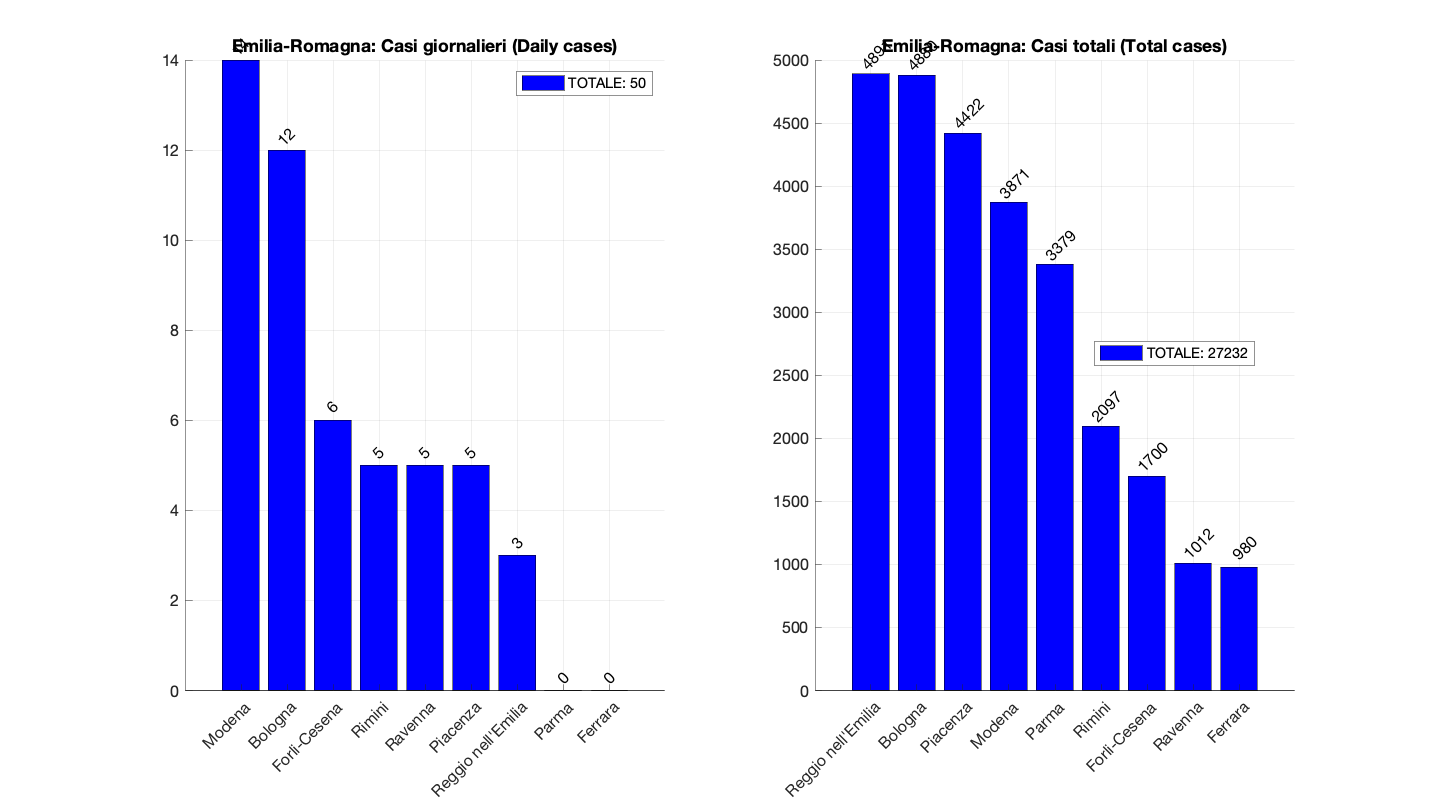 Emilia-Romagna: Casi giornalieri (Daily cases)
TOTALE: 50
14
12
10
8
6
4
2
0
12
6
5
5
5
3
0
0
Modena
Bologna
Forlì-Cesena
Rimini
Ravenna
Piacenza
Reggio nell'Emilia
Parma
Ferrara
Emilia-Romagna: Casi totali (Total cases)
TOTALE: 27232
5000
4500
4000
3500
3000
2500
2000
1500
1000
500
0
4891
4880
4422
3871
3379
2097
1700
1012
980
Reggio nell'Emilia
Bologna
Piacenza
Modena
Parma
Rimini
Forlì-Cesena
Ravenna
Ferrara